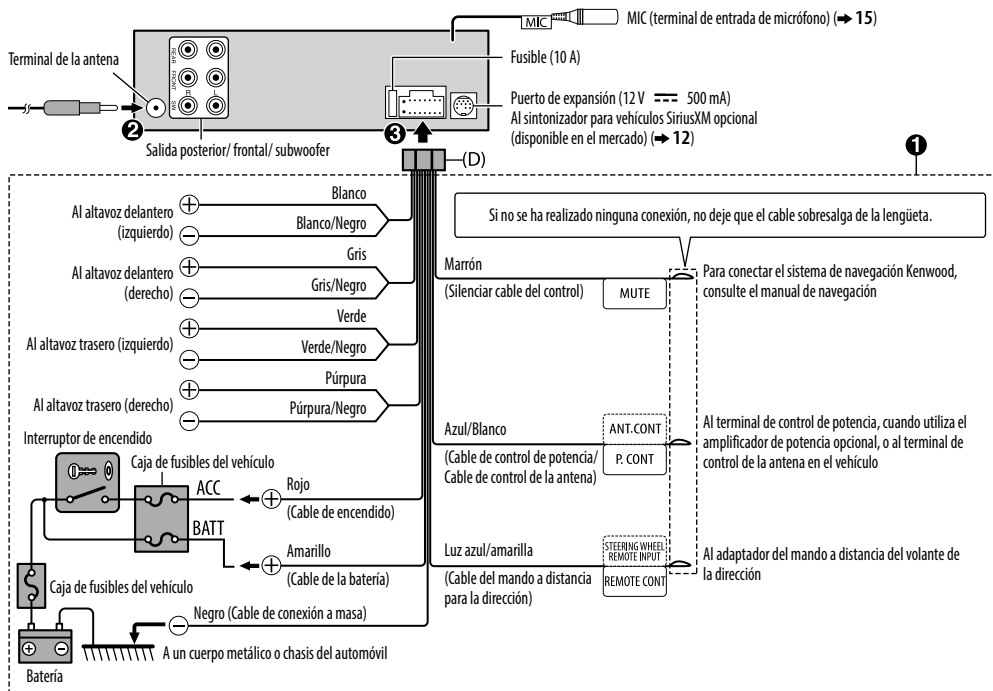 MIC
MIC (terminal de entrada de micrófono) (➜ 15)
Terminal de la antena
REAR
FRONT
SW
R
L
Fusible (10 A)
Puerto de expansión (12 V ⎓ 500 mA)
Al sintonizador para vehículos SiriusXM opcional
(disponible en el mercado) (➜ 12)
2
3
1
Salida posterior/ frontal/ subwoofer
(D)
Si no se ha realizado ninguna conexión, no deje que el cable sobresalga de la lengüeta.
Al altavoz delantero
(izquierdo)
Blanco
Blanco/Negro
Al altavoz delantero
(derecho)
Gris
Gris/Negro
Al altavoz trasero (izquierdo)
Verde
Verde/Negro
Al altavoz trasero (derecho)
Púrpura
Púrpura/Negro
Marrón
(Silenciar cable del control)
MUTE
Para conectar el sistema de navegación Kenwood,
consulte el manual de navegación
Azul/Blanco
(Cable de control de potencia/
Cable de control de la antena)
ANT.CONT
P. CONT
Al terminal de control de potencia, cuando utiliza el
amplificador de potencia opcional, o al terminal de
control de la antena en el vehículo
Interruptor de encendido
Caja de fusibles del vehículo
ACC
Rojo
(Cable de encendido)
BATT
Amarillo
(Cable de la batería)
Luz azul/amarilla
(Cable del mando a distancia
para la dirección)
STEERING WHEEL
REMOTE INPUT
REMOTE CONT
Al adaptador del mando a distancia del volante de
la dirección
Caja de fusibles del vehículo
Negro (Cable de conexión a masa)
A un cuerpo metálico o chasis del automóvil
Batería